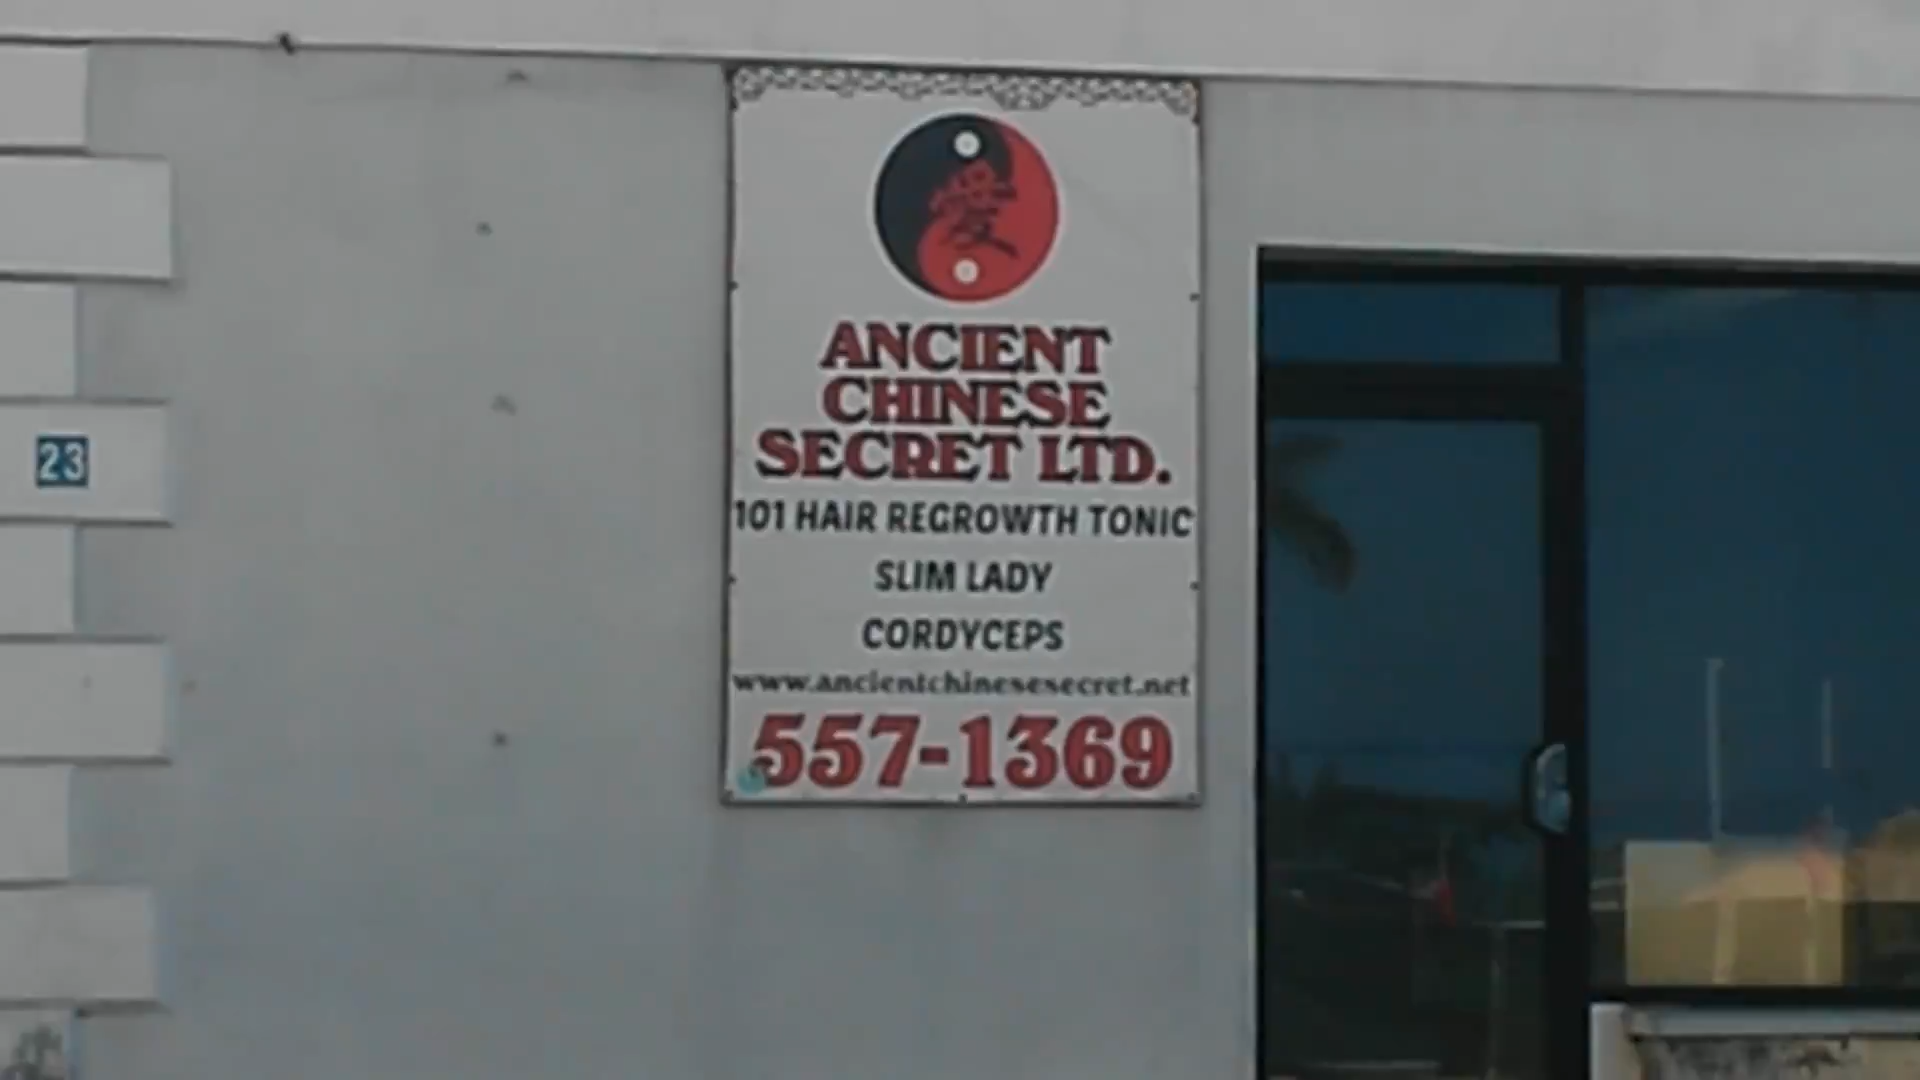 23
ANCIENT
CHINESE
SECRET LTD.
101 HAIR REGROWTH TONIC
SLIM LADY
CORDYCEPS
www.ancientchinesesecret.net
557-1369